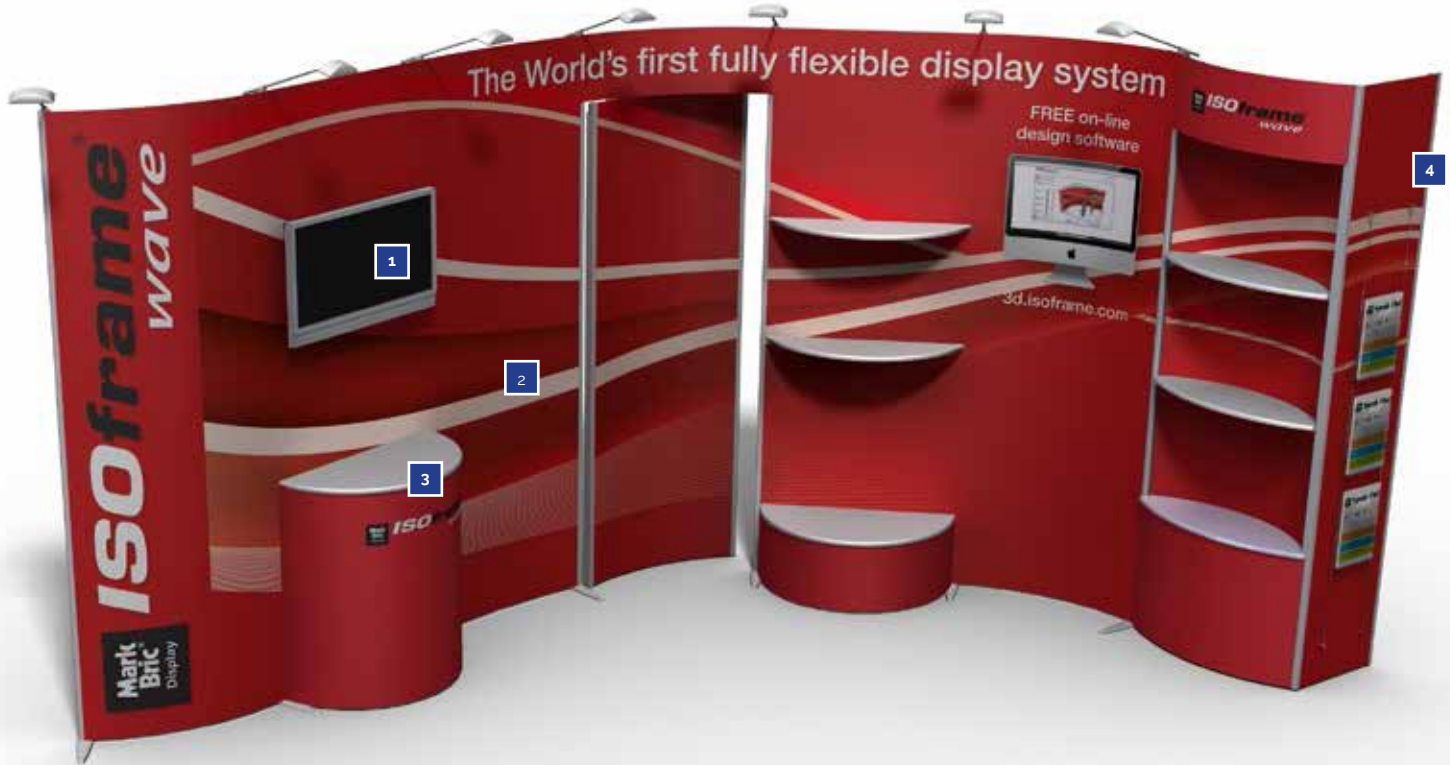 The World's first fully flexible display system
ISOframe®
wave
Mark
Bric®
Display
1
2
3
ISOfr
FREE on-line
design software
3d.isoframe.com
ISOframe
wave
4